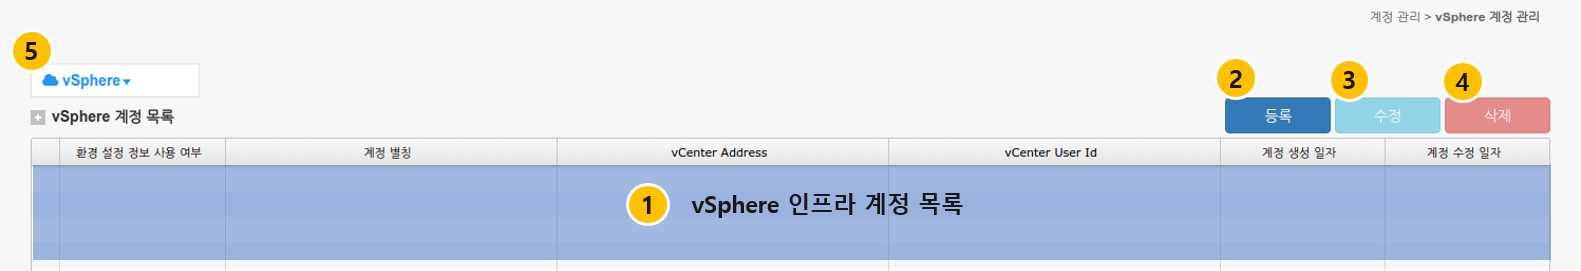 계정 관리 > vSphere 계정 관리
5
vSphere
2
3
4
vSphere 계정 목록
등록
수정
삭제
환경 설정 정보 사용 여부
계정 별칭
vCenter Address
vCenter User Id
계정 생성 일자
계정 수정 일자
1
vSphere 인프라 계정 목록